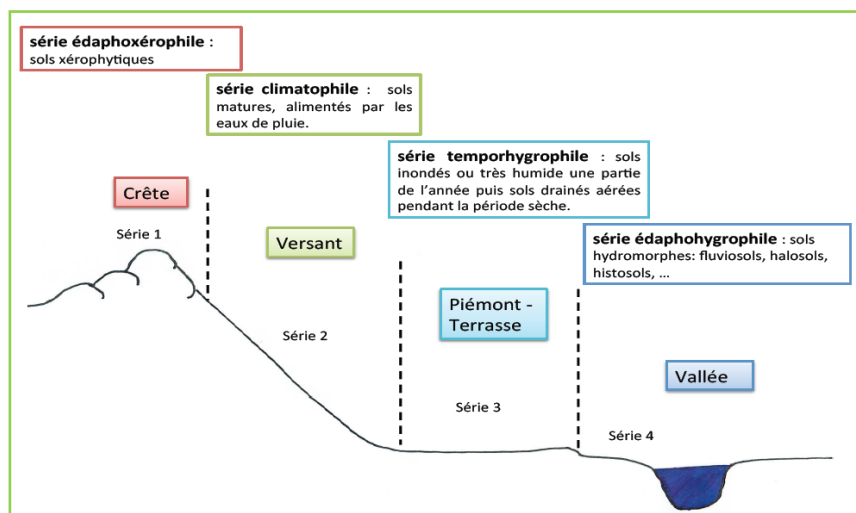 série édaphoxérophile :
sols xérophytiques
série climatophile : sols
matures, alimentés par les
eaux de pluie.
série temporhygrophile : sols
inondés ou très humide une partie
de l'année puis sols drainés aérées
pendant la période sèche.
série édaphohygrophile : sols
hydromorphes: fluviosols, halosols,
histosols, ...
Crête
Série 1
Versant
Série 2
Piémont -
Terrasse
Série 3
Vallée
Série 4